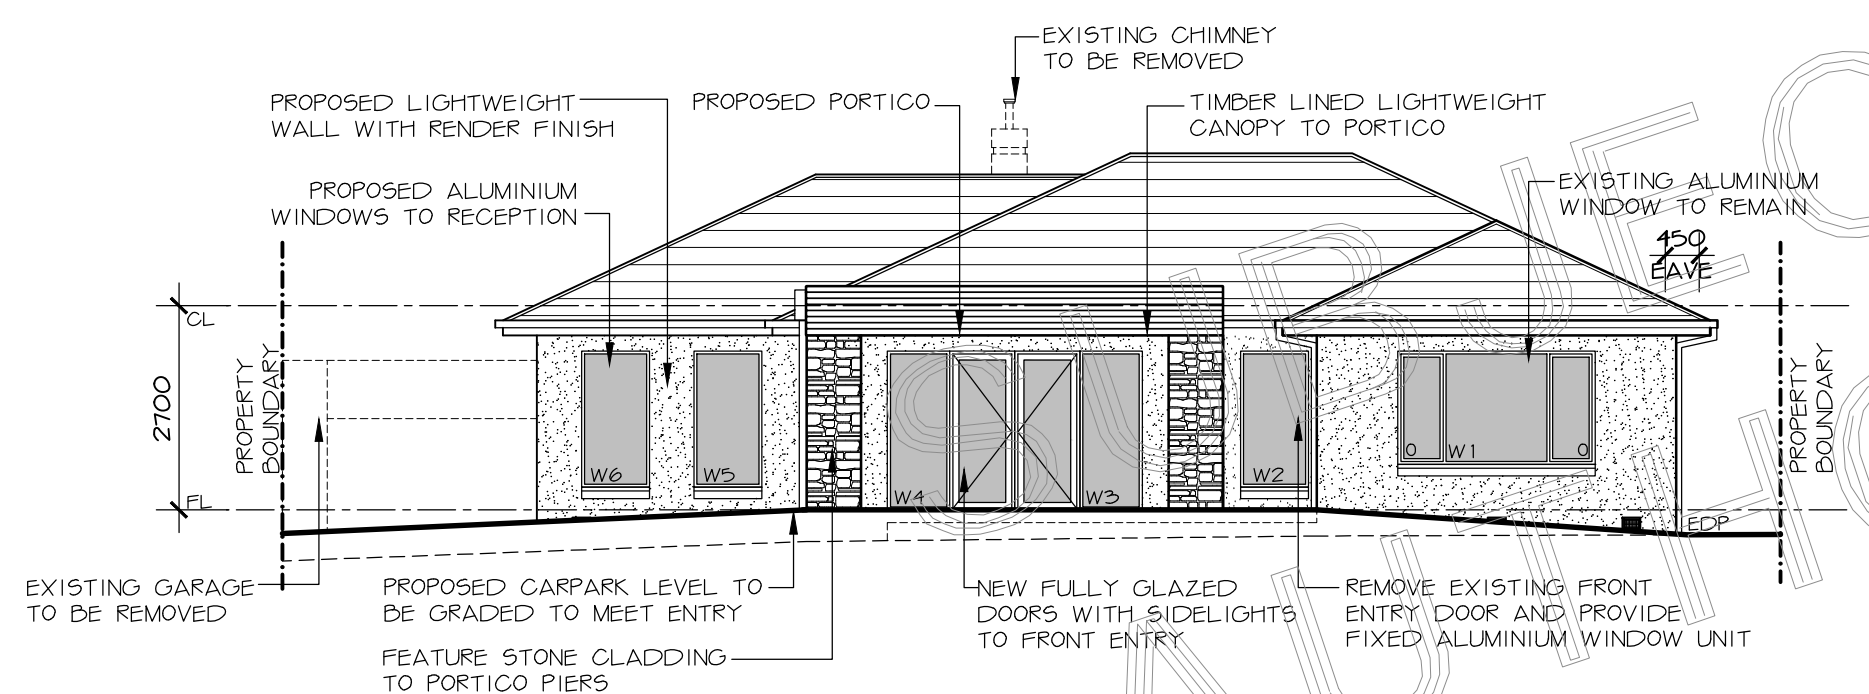 EXISTING CHIMNEY
TO BE REMOVED
PROPOSED LIGHTWEIGHT
WALL WITH RENDER FINISH
PROPOSED PORTICO
TIMBER LINED LIGHTWEIGHT
CANOPY TO PORTICO
PROPOSED ALUMINIUM
WINDOWS TO RECEPTION
EXISTING ALUMINIUM
WINDOW TO REMAIN
450
EAVE
CL
2700
PROPERTY
BOUNDARY
FL
W6
W5
W4
W3
W2
O
W1
O
PROPERTY
BOUNDARY
EDP
EXISTING GARAGE
TO BE REMOVED
PROPOSED CARPARK LEVEL TO
BE GRADED TO MEET ENTRY
FEATURE STONE CLADDING
TO PORTICO PIERS
NEW FULLY GLAZED
DOORS WITH SIDELIGHTS
TO FRONT ENTRY
REMOVE EXISTING FRONT
ENTRY DOOR AND PROVIDE
FIXED ALUMINIUM WINDOW UNIT